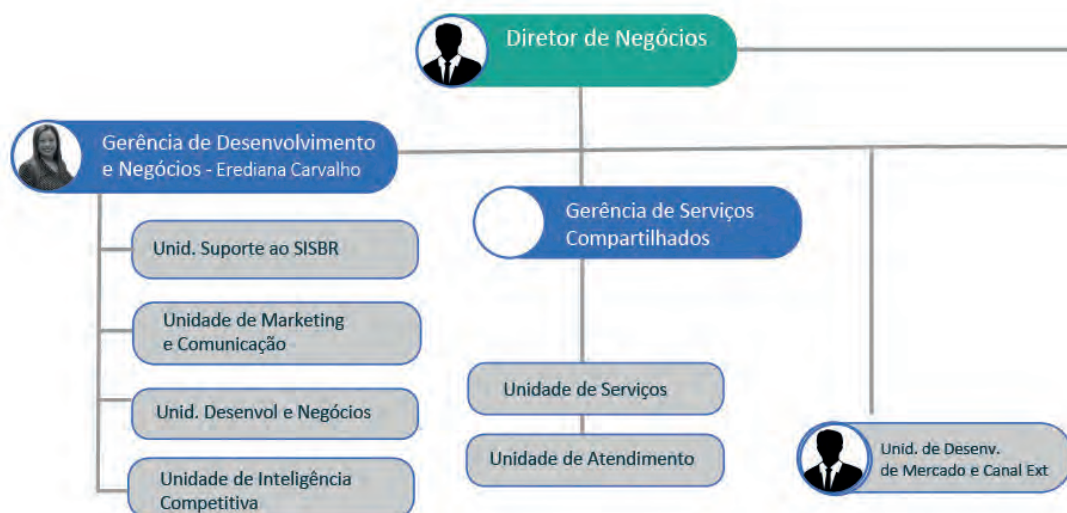 Diretor de Negócios
Gerência de Desenvolvimento
e Negócios - Erediana Carvalho
Unid. Suporte ao SISBR
Unidade de Marketing
e Comunicação
Unid. Desenvol e Negócios
Unidade de Inteligência
Competitiva
Gerência de Serviços
Compartilhados
Unidade de Serviços
Unidade de Atendimento
Unid. de Desenv.
de Mercado e Canal Ext